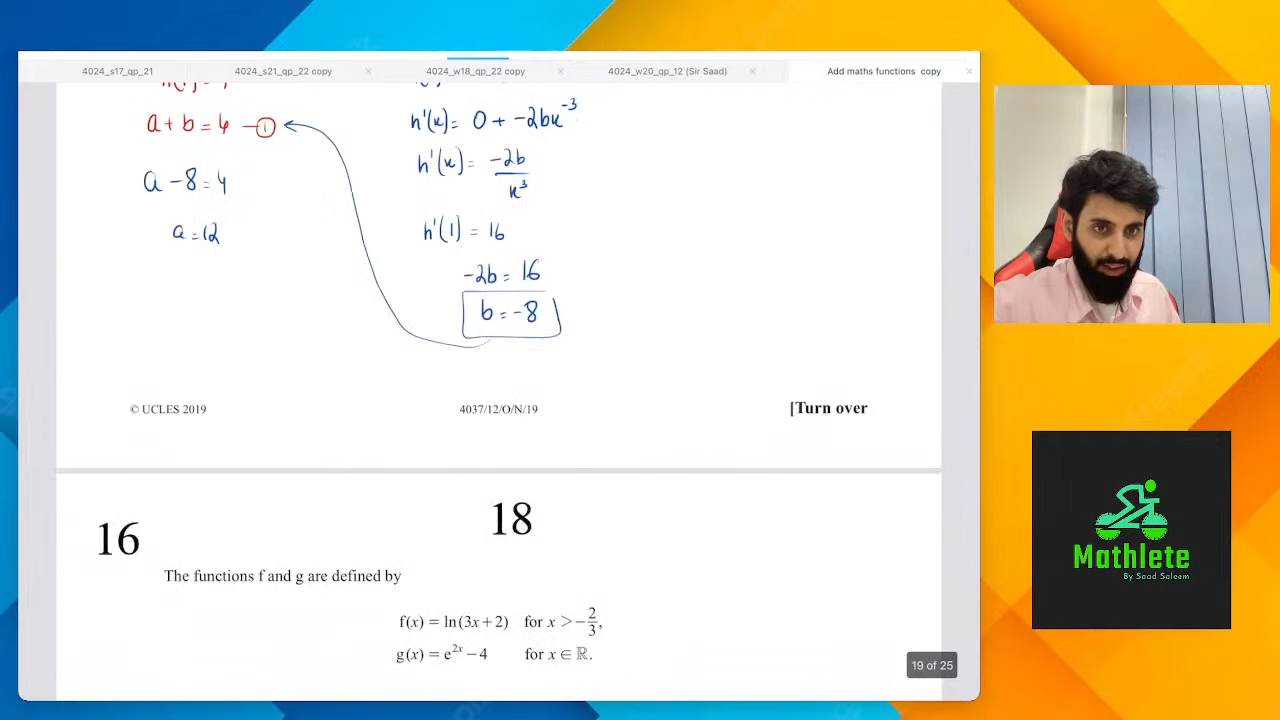 4024_s17_qp_21
4024_s21_qp_22 copy
4024_w18_qp_22 copy
4024_w20_qp_12 (Sir Saad)
Add maths functions copy
a + b = 4 — ①
a - 8 = 4
a = 12
h'(x) = 0 + -2bx⁻³
h'(x) = -2b / x³
h'(1) = 16
-2b = 16
b = -8
© UCLES 2019
4037/12/O/N/19
[Turn over
16
18
The functions f and g are defined by
f(x) = ln(3x + 2) for x > -2/3,
g(x) = e²ˣ - 4 for x ∈ ℝ.
19 of 25
Mathlete
By Saad Saleem